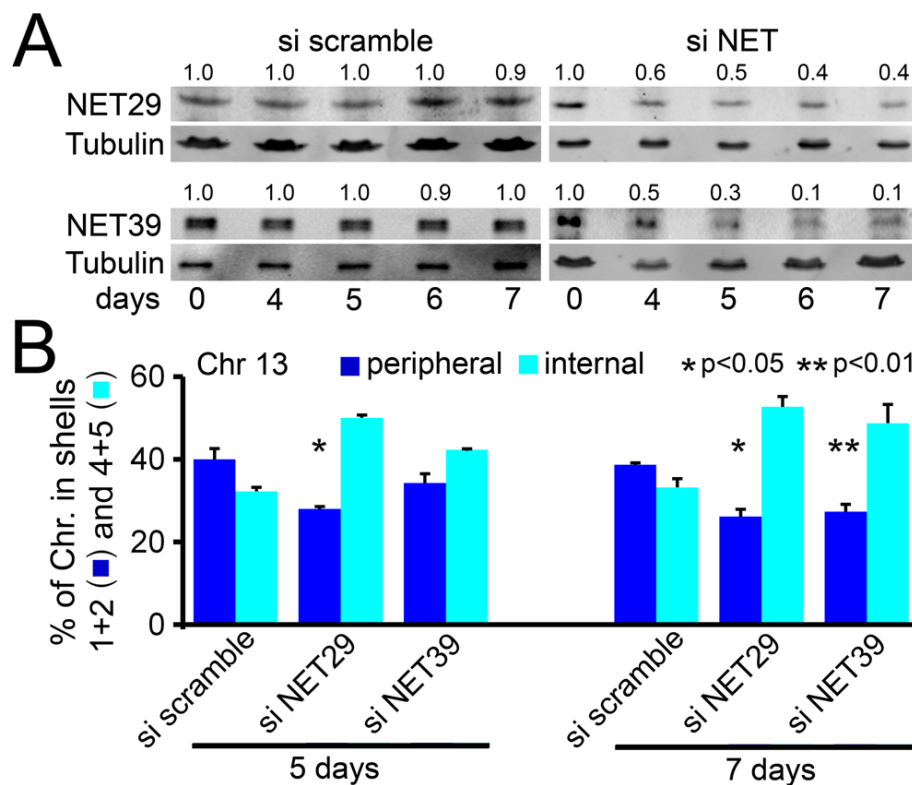 A
si scramble si NET
1.0 1.0 1.0 1.0 0.9 1.0 0.6 0.5 0.4 0.4
NET29
Tubulin
1.0 1.0 1.0 0.9 1.0 1.0 0.5 0.3 0.1 0.1
NET39
Tubulin
days 0 4 5 6 7 0 4 5 6 7
B
Chr 13 peripheral internal * p<0.05 ** p<0.01
% of Chr. in shells
1+2 ( ) and 4+5 ( )
60
40
20
0
* * **
si scramble si NET29 si NET39 si scramble si NET29 si NET39
5 days 7 days